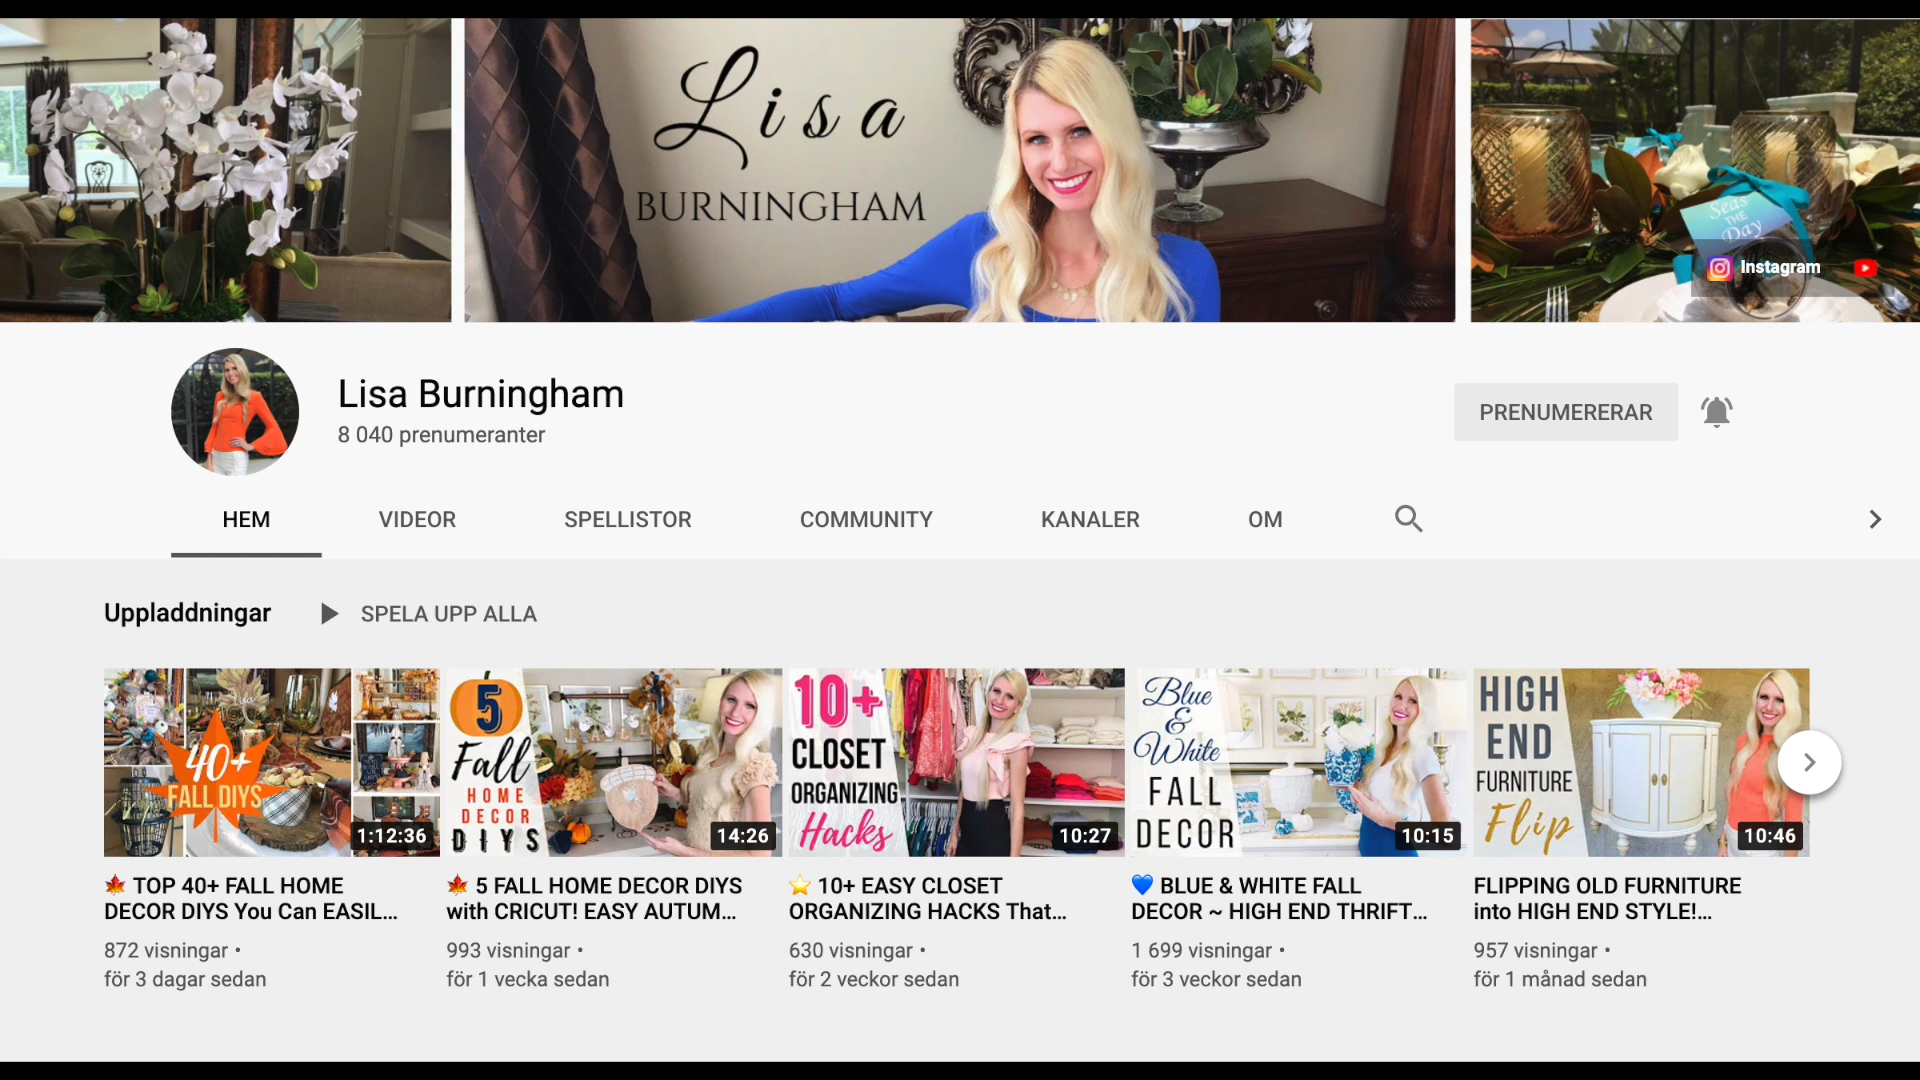 Lisa
BURNINGHAM
Seas
THE
Day
Instagram
Lisa Burningham
8 040 prenumeranter
PRENUMERERAR
HEM VIDEOR SPELLISTOR COMMUNITY KANALER OM
Uppladdningar SPELA UPP ALLA
40+
FALL DIYS
1:12:36
5
Fall
HOME
DECOR
DIYS
14:26
10+
CLOSET
ORGANIZING
Hacks
10:27
Blue
&
White
FALL
DECOR
10:15
HIGH
END
FURNITURE
Flip
10:46
🍁 TOP 40+ FALL HOME
DECOR DIYS You Can EASIL...
872 visningar •
för 3 dagar sedan
🍁 5 FALL HOME DECOR DIYS
with CRICUT! EASY AUTUM...
993 visningar •
för 1 vecka sedan
⭐ 10+ EASY CLOSET
ORGANIZING HACKS That...
630 visningar •
för 2 veckor sedan
💙 BLUE & WHITE FALL
DECOR ~ HIGH END THRIFT...
1 699 visningar •
för 3 veckor sedan
FLIPPING OLD FURNITURE
into HIGH END STYLE!...
957 visningar •
för 1 månad sedan